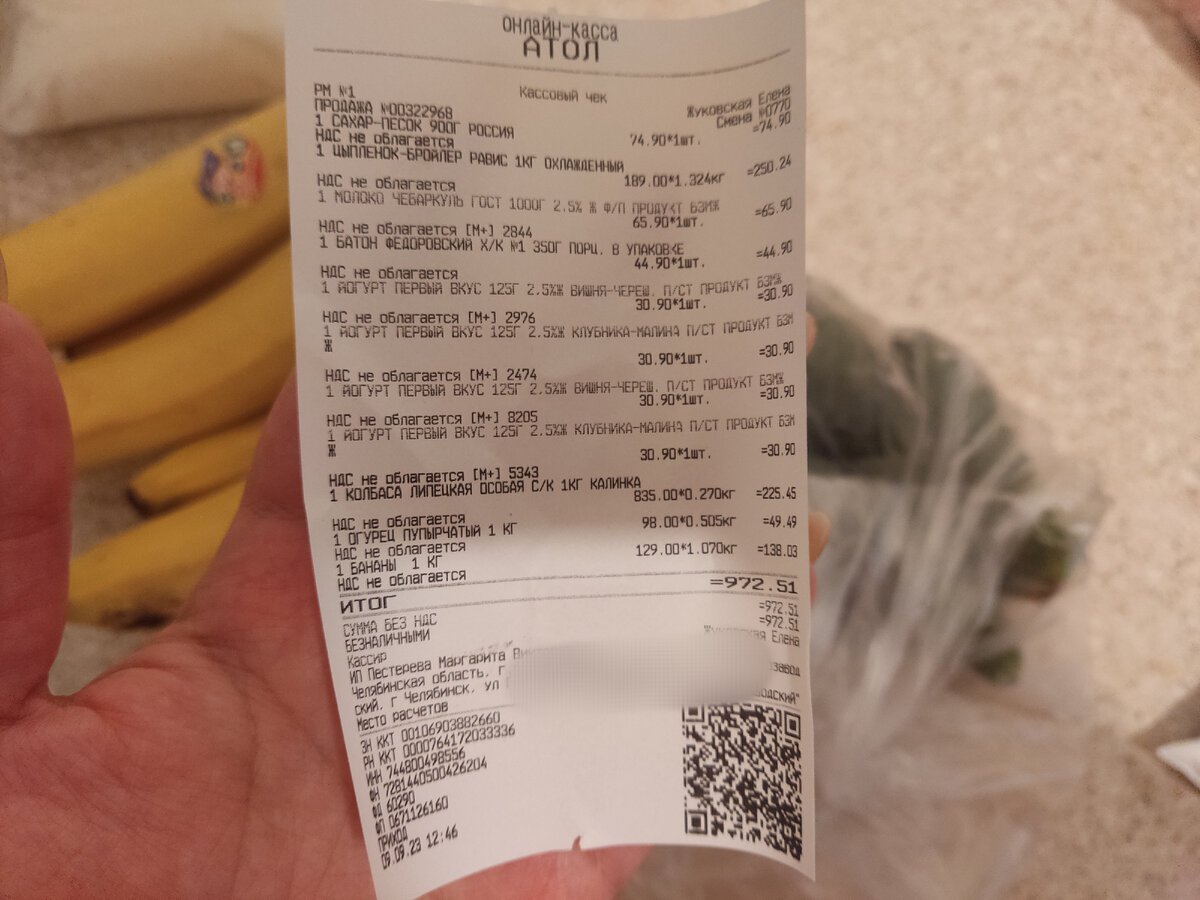 ОНЛАЙН-КАССА
АТОЛ
Кассовый чек
РМ №1 Жуковская Елена
ПРОДАЖА №00322968 Смена №0770
1 САХАР-ПЕСОК 900Г РОССИЯ
74.90*1шт. =74.90
НДС не облагается
1 ЦЫПЛЕНОК-БРОЙЛЕР РАВИС 1КГ ОХЛАЖДЕННЫЙ
189.00*1.324кг =250.24
НДС не облагается
1 МОЛОКО ЧЕБАРКУЛЬ ГОСТ 1000Г 2.5% Ж Ф/П ПРОДУКТ БЗМЖ
65.90*1шт. =65.90
НДС не облагается [М+] 2844
1 БАТОН ФЕДОРОВСКИЙ Х/К №1 350Г ПОРЦ. В УПАКОВКЕ
44.90*1шт. =44.90
НДС не облагается
1 ЙОГУРТ ПЕРВЫЙ ВКУС 125Г 2.5%Ж ВИШНЯ-ЧЕРЕШ. П/СТ ПРОДУКТ БЗМЖ
30.90*1шт. =30.90
НДС не облагается [М+] 2976
1 ЙОГУРТ ПЕРВЫЙ ВКУС 125Г 2.5%Ж КЛУБНИКА-МАЛИНА П/СТ ПРОДУКТ БЗМ
Ж
30.90*1шт. =30.90
НДС не облагается [М+] 2474
1 ЙОГУРТ ПЕРВЫЙ ВКУС 125Г 2.5%Ж ВИШНЯ-ЧЕРЕШ. П/СТ ПРОДУКТ БЗМЖ
30.90*1шт. =30.90
НДС не облагается [М+] 8205
1 ЙОГУРТ ПЕРВЫЙ ВКУС 125Г 2.5%Ж КЛУБНИКА-МАЛИНА П/СТ ПРОДУКТ БЗМ
Ж
30.90*1шт. =30.90
НДС не облагается [М+] 5343
1 КОЛБАСА ЛИПЕЦКАЯ ОСОБАЯ С/К 1КГ КАЛИНКА
835.00*0.270кг =225.45
НДС не облагается
1 ОГУРЕЦ ПУПЫРЧАТЫЙ 1 КГ
98.00*0.505кг =49.49
НДС не облагается
1 БАНАНЫ 1 КГ
129.00*1.070кг =138.03
НДС не облагается
ИТОГ =972.51
СУММА БЕЗ НДС =972.51
БЕЗНАЛИЧНЫМИ =972.51
Кассир Жуковская Елена
ИП Пестерева Маргарита
Челябинская область, г
ский, г Челябинск, ул
Место расчетов
ЗН ККТ 00106903882660
РН ККТ 0000764172033336
ИНН 744800498556
ФН 7281440500426204
ФД 60290
ФП 0671126160
ПРИХОД
09.09.23 12:46